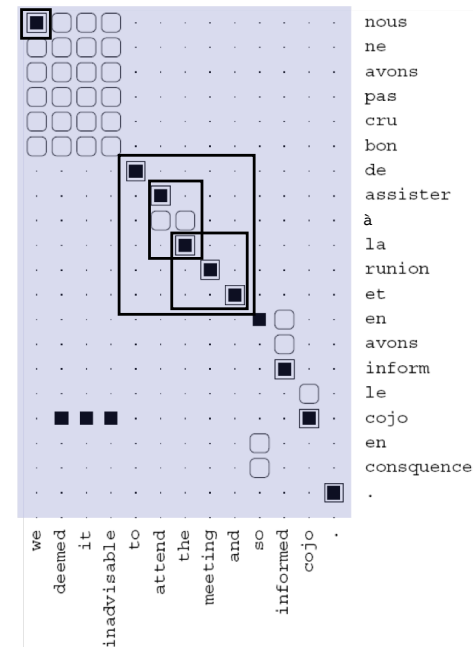 nous
ne
avons
pas
cru
bon
de
assister
à
la
runion
et
en
avons
inform
le
cojo
en
consquence
.
we
deemed
it
inadvisable
to
attend
the
meeting
and
so
informed
cojo
.